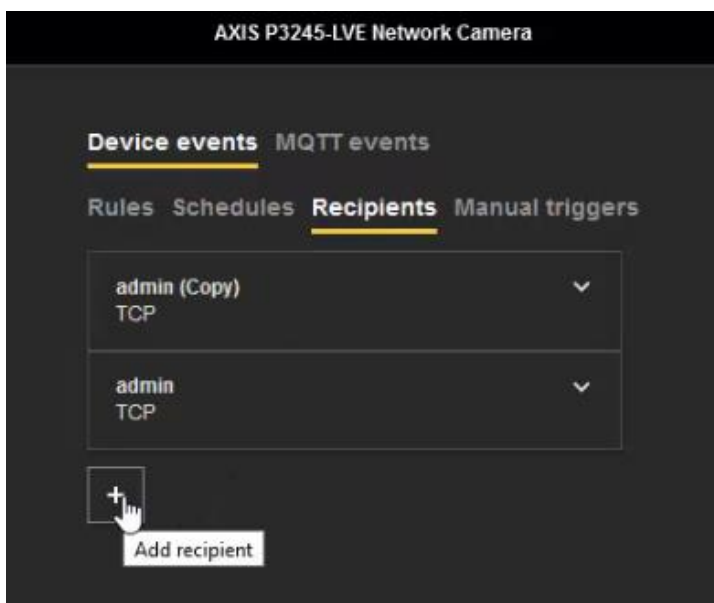 AXIS P3245-LVE Network Camera
Device events MQTT events
Rules Schedules Recipients Manual triggers
admin (Copy)
TCP
admin
TCP
+
Add recipient